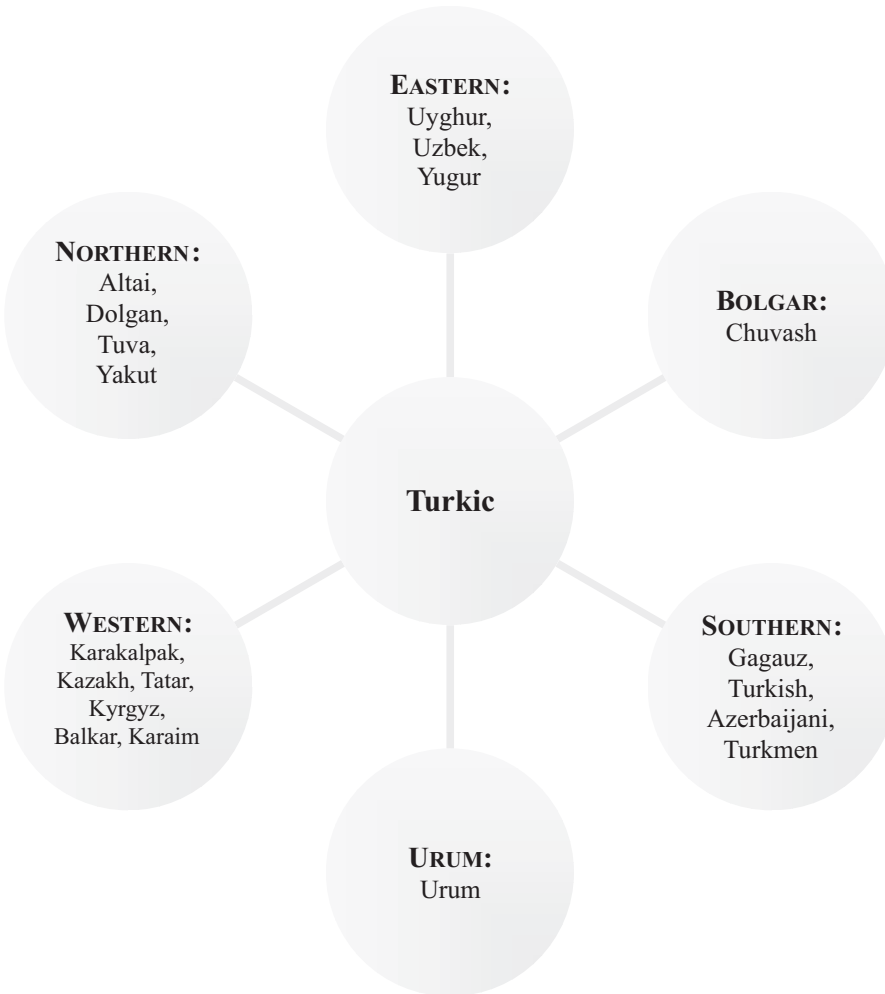 EASTERN:
Uyghur,
Uzbek,
Yugur
NORTHERN:
Altai,
Dolgan,
Tuva,
Yakut
BOLGAR:
Chuvash
Turkic
WESTERN:
Karakalpak,
Kazakh, Tatar,
Kyrgyz,
Balkar, Karaim
SOUTHERN:
Gagauz,
Turkish,
Azerbaijani,
Turkmen
URUM:
Urum